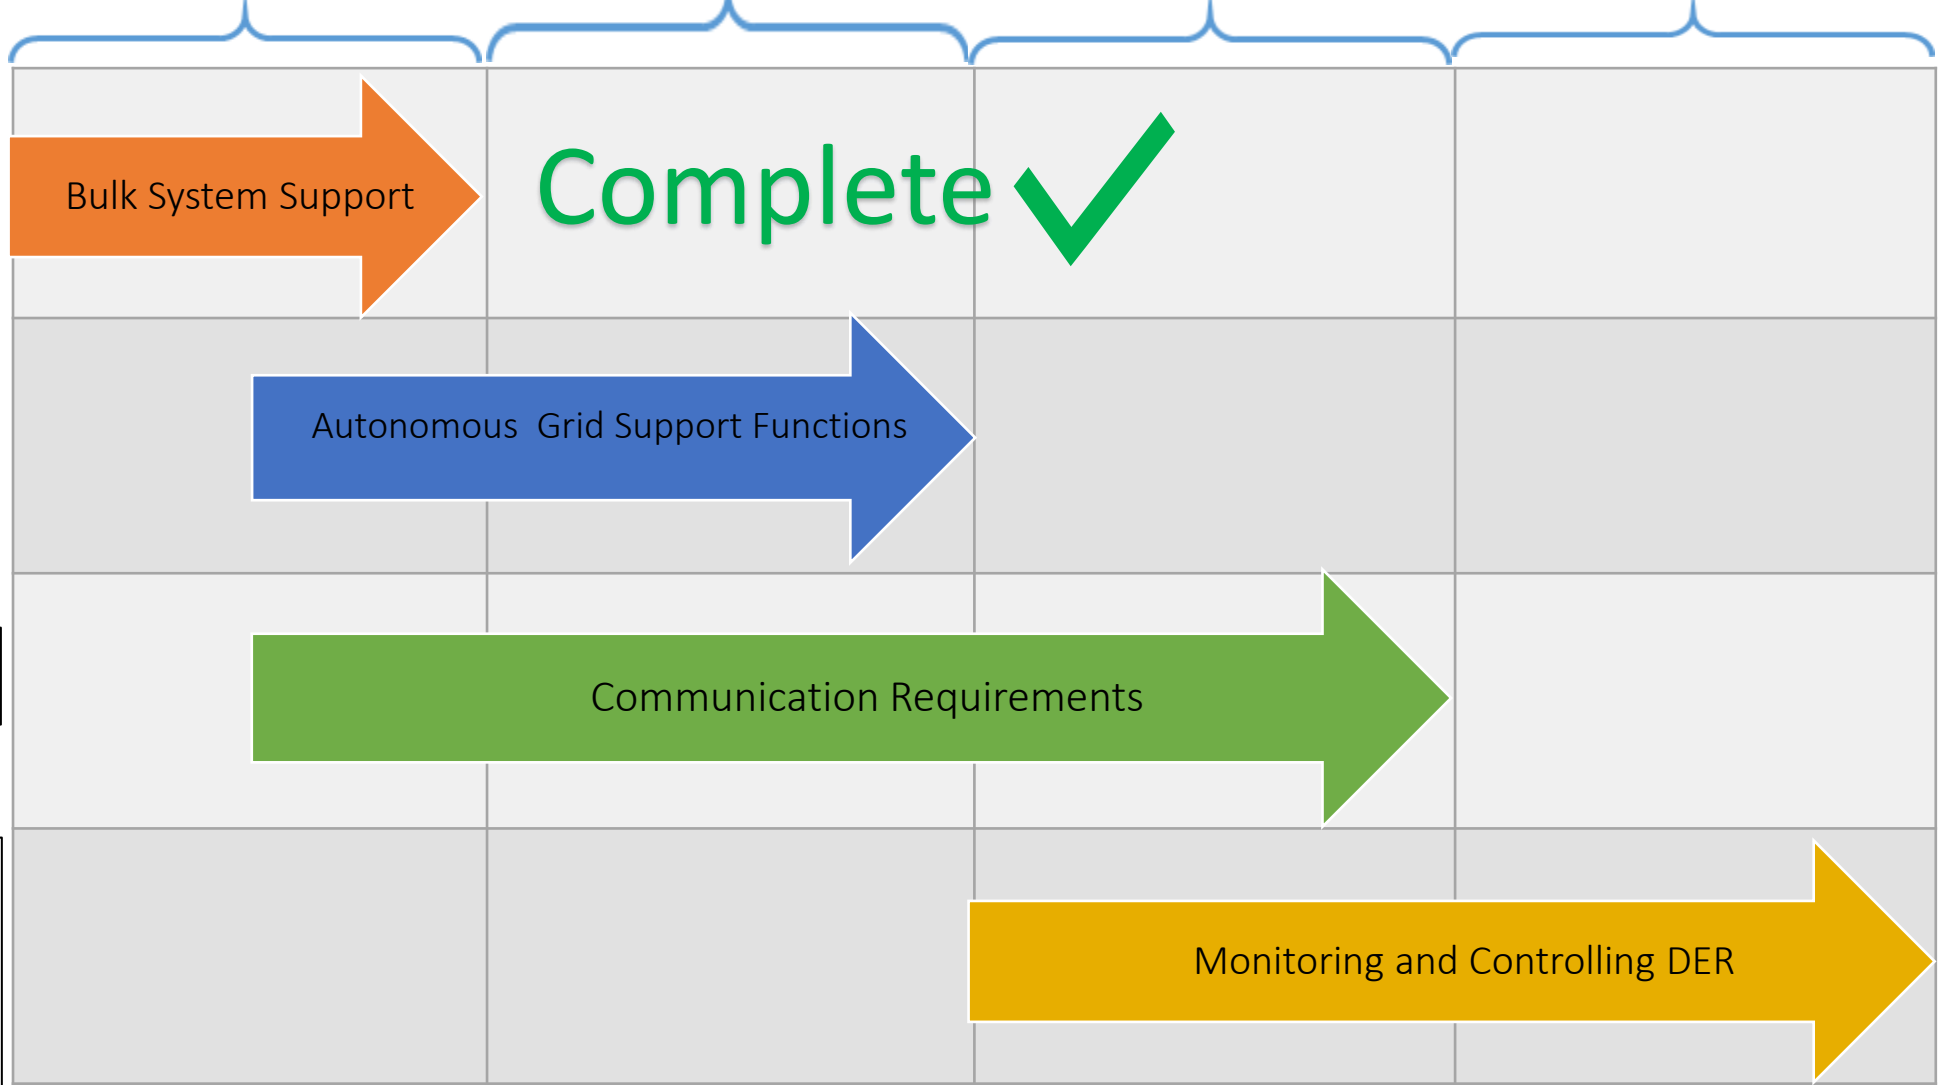 Bulk System Support
Complete
Autonomous  Grid Support Functions
Communication Requirements
Monitoring and Controlling DER